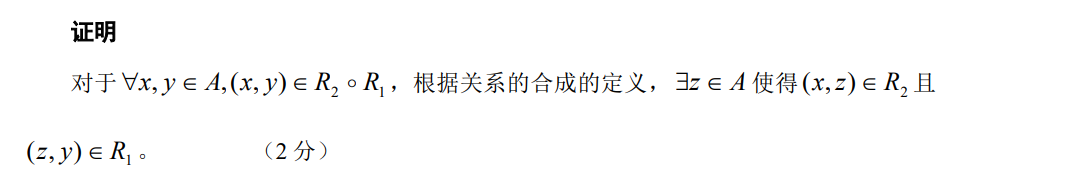 证明
对于∀x, y ∈ A,(x, y) ∈ R₂ ∘ R₁，根据关系的合成的定义，∃z ∈ A 使得(x, z) ∈ R₂ 且
(z, y) ∈ R₁。 （2 分）